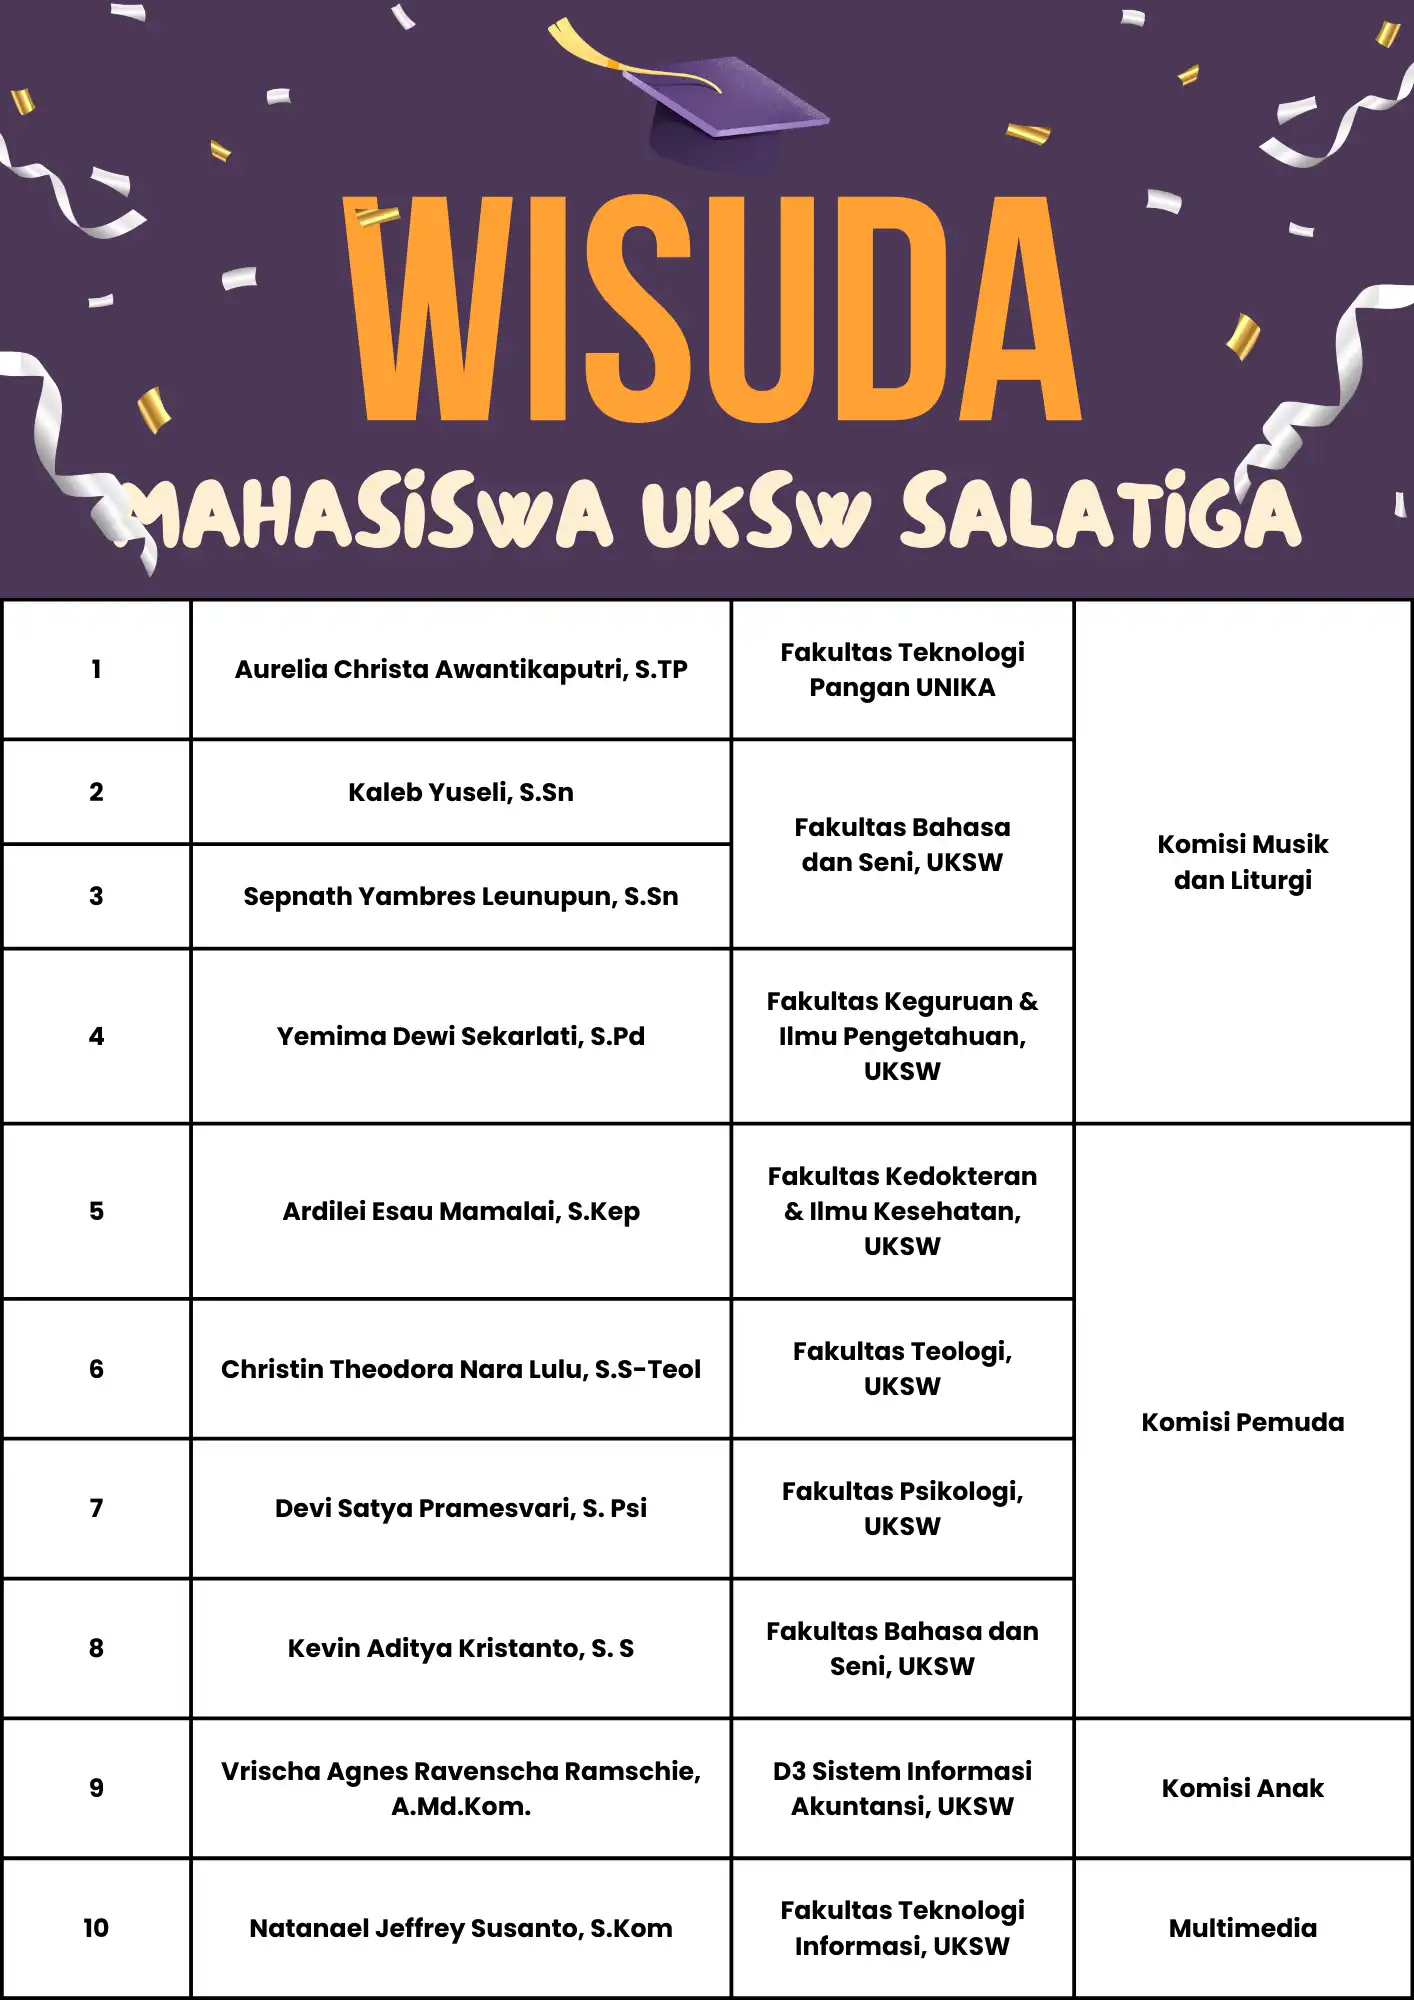 WISUDA
MAHASISWA UKSW SALATIGA
1
Aurelia Christa Awantikaputri, S.TP
Fakultas Teknologi
Pangan UNIKA
Komisi Musik
dan Liturgi
2
Kaleb Yuseli, S.Sn
Fakultas Bahasa
dan Seni, UKSW
3
Sepnath Yambres Leunupun, S.Sn
4
Yemima Dewi Sekarlati, S.Pd
Fakultas Keguruan &
Ilmu Pengetahuan,
UKSW
5
Ardilei Esau Mamalai, S.Kep
Fakultas Kedokteran
& Ilmu Kesehatan,
UKSW
Komisi Pemuda
6
Christin Theodora Nara Lulu, S.S-Teol
Fakultas Teologi,
UKSW
7
Devi Satya Pramesvari, S. Psi
Fakultas Psikologi,
UKSW
8
Kevin Aditya Kristanto, S. S
Fakultas Bahasa dan
Seni, UKSW
9
Vrischa Agnes Ravenscha Ramschie,
A.Md.Kom.
D3 Sistem Informasi
Akuntansi, UKSW
Komisi Anak
10
Natanael Jeffrey Susanto, S.Kom
Fakultas Teknologi
Informasi, UKSW
Multimedia